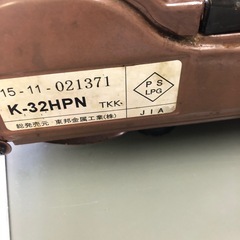 15-11-021371
K-32HPN TKK-
総発売元 東邦金属工業(株)
PS
LPG
JIA